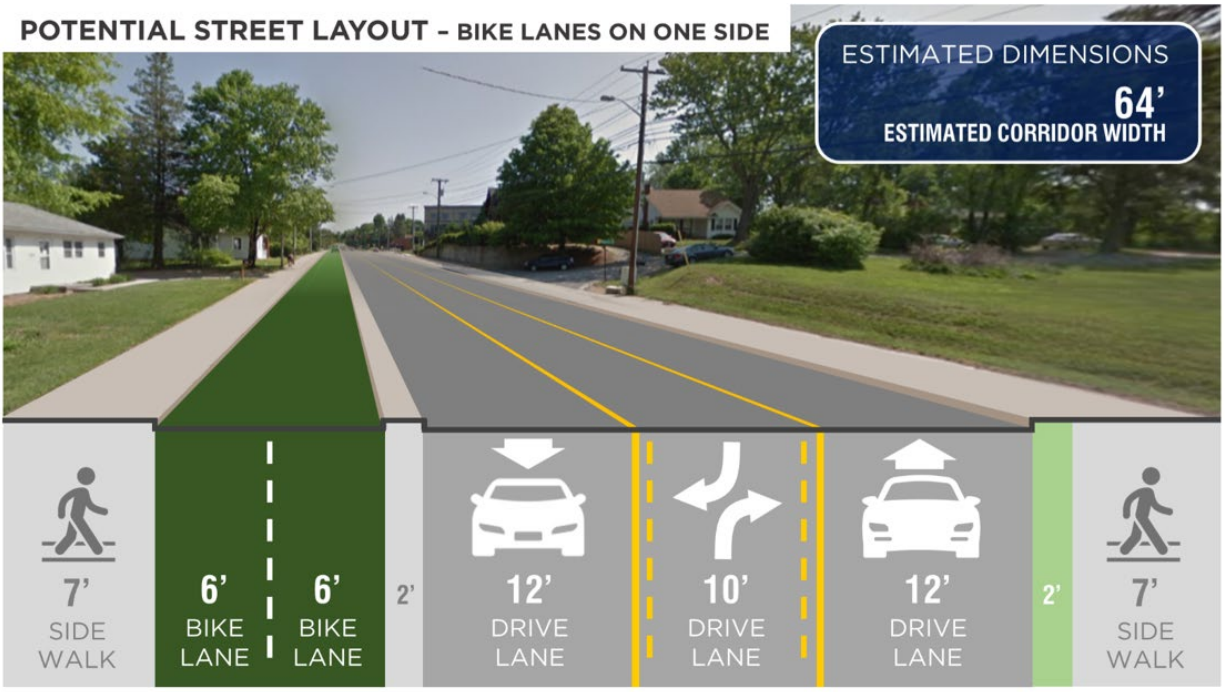 POTENTIAL STREET LAYOUT – BIKE LANES ON ONE SIDE
ESTIMATED DIMENSIONS
64'
ESTIMATED CORRIDOR WIDTH
7'
SIDE
WALK
6'
BIKE
LANE
6'
BIKE
LANE
2'
12'
DRIVE
LANE
10'
DRIVE
LANE
12'
DRIVE
LANE
2'
7'
SIDE
WALK